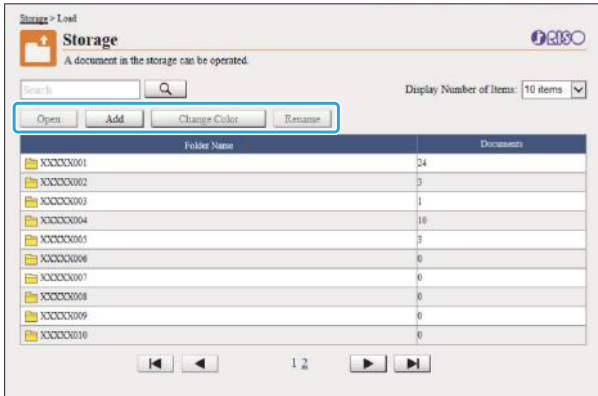 Storage > Load
Storage
RISO
A document in the storage can be operated.
Search
Display Number of Items: 10 items
Open Add Change Color Rename
Folder Name Documents
XXXXX001 24
XXXXX002 3
XXXXX003 1
XXXXX004 10
XXXXX005 3
XXXXX006 0
XXXXX007 0
XXXXX008 0
XXXXX009 0
XXXXX010 0
1 2